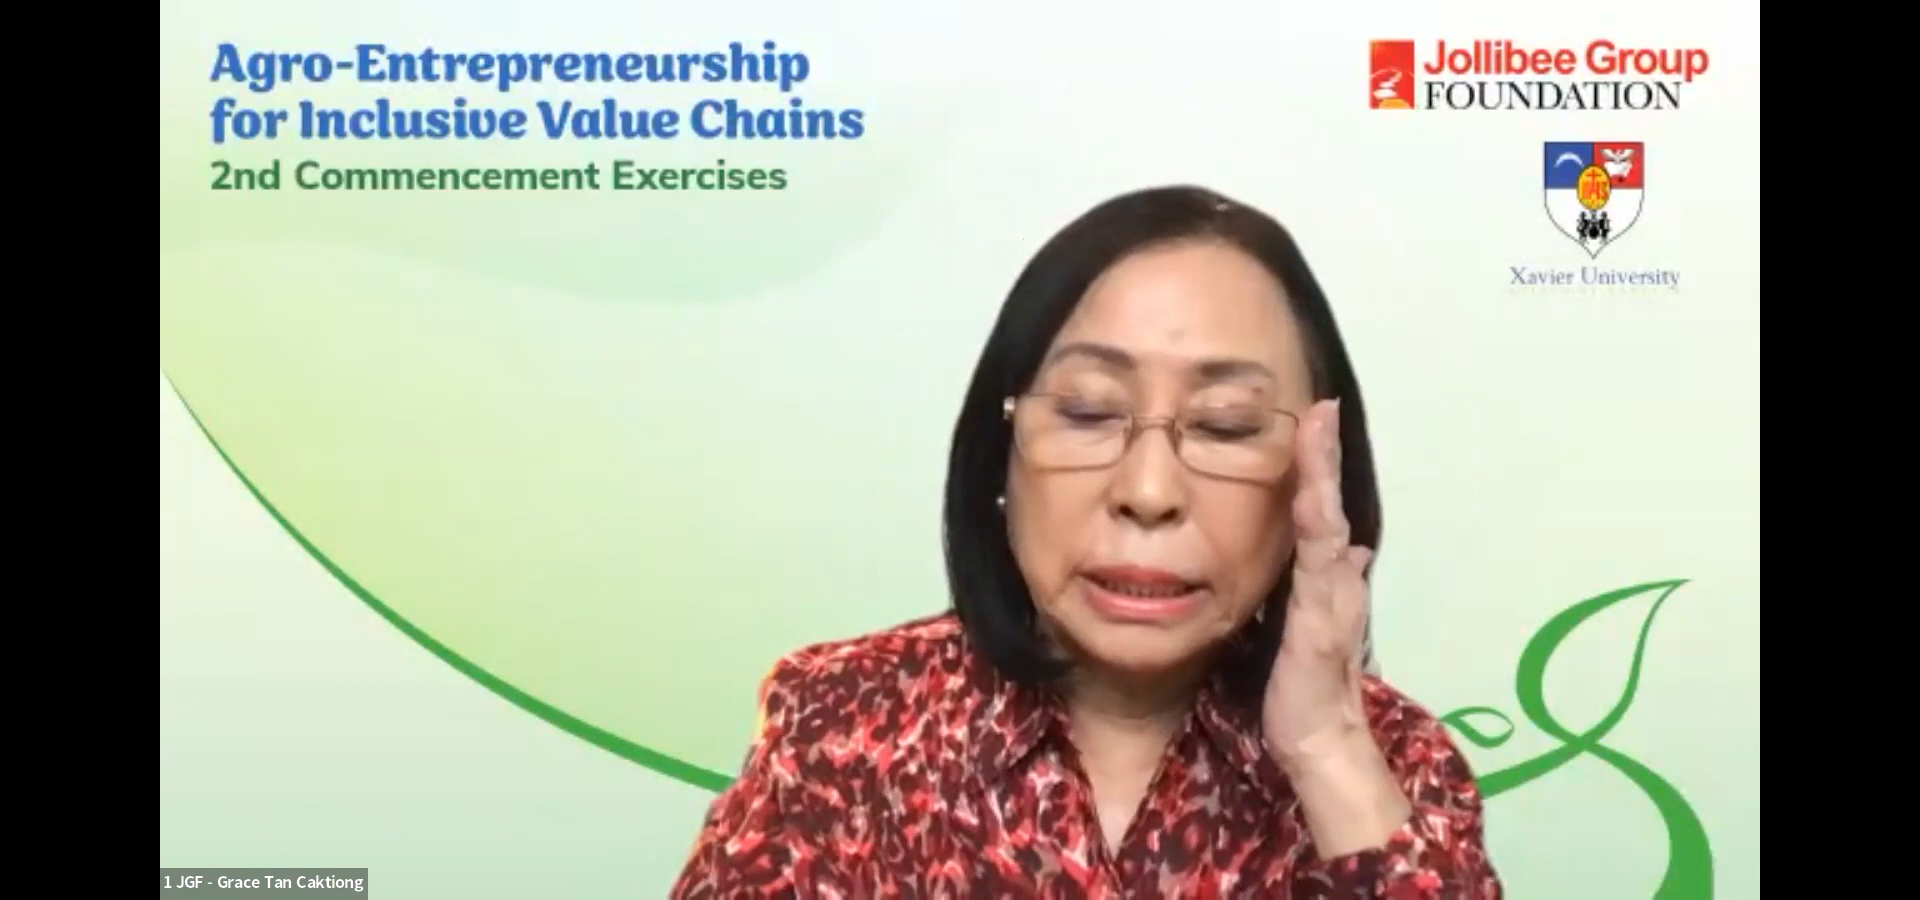 Agro-Entrepreneurship
for Inclusive Value Chains
2nd Commencement Exercises
Jollibee Group
FOUNDATION
IHS
Xavier University
1 JGF - Grace Tan Caktiong